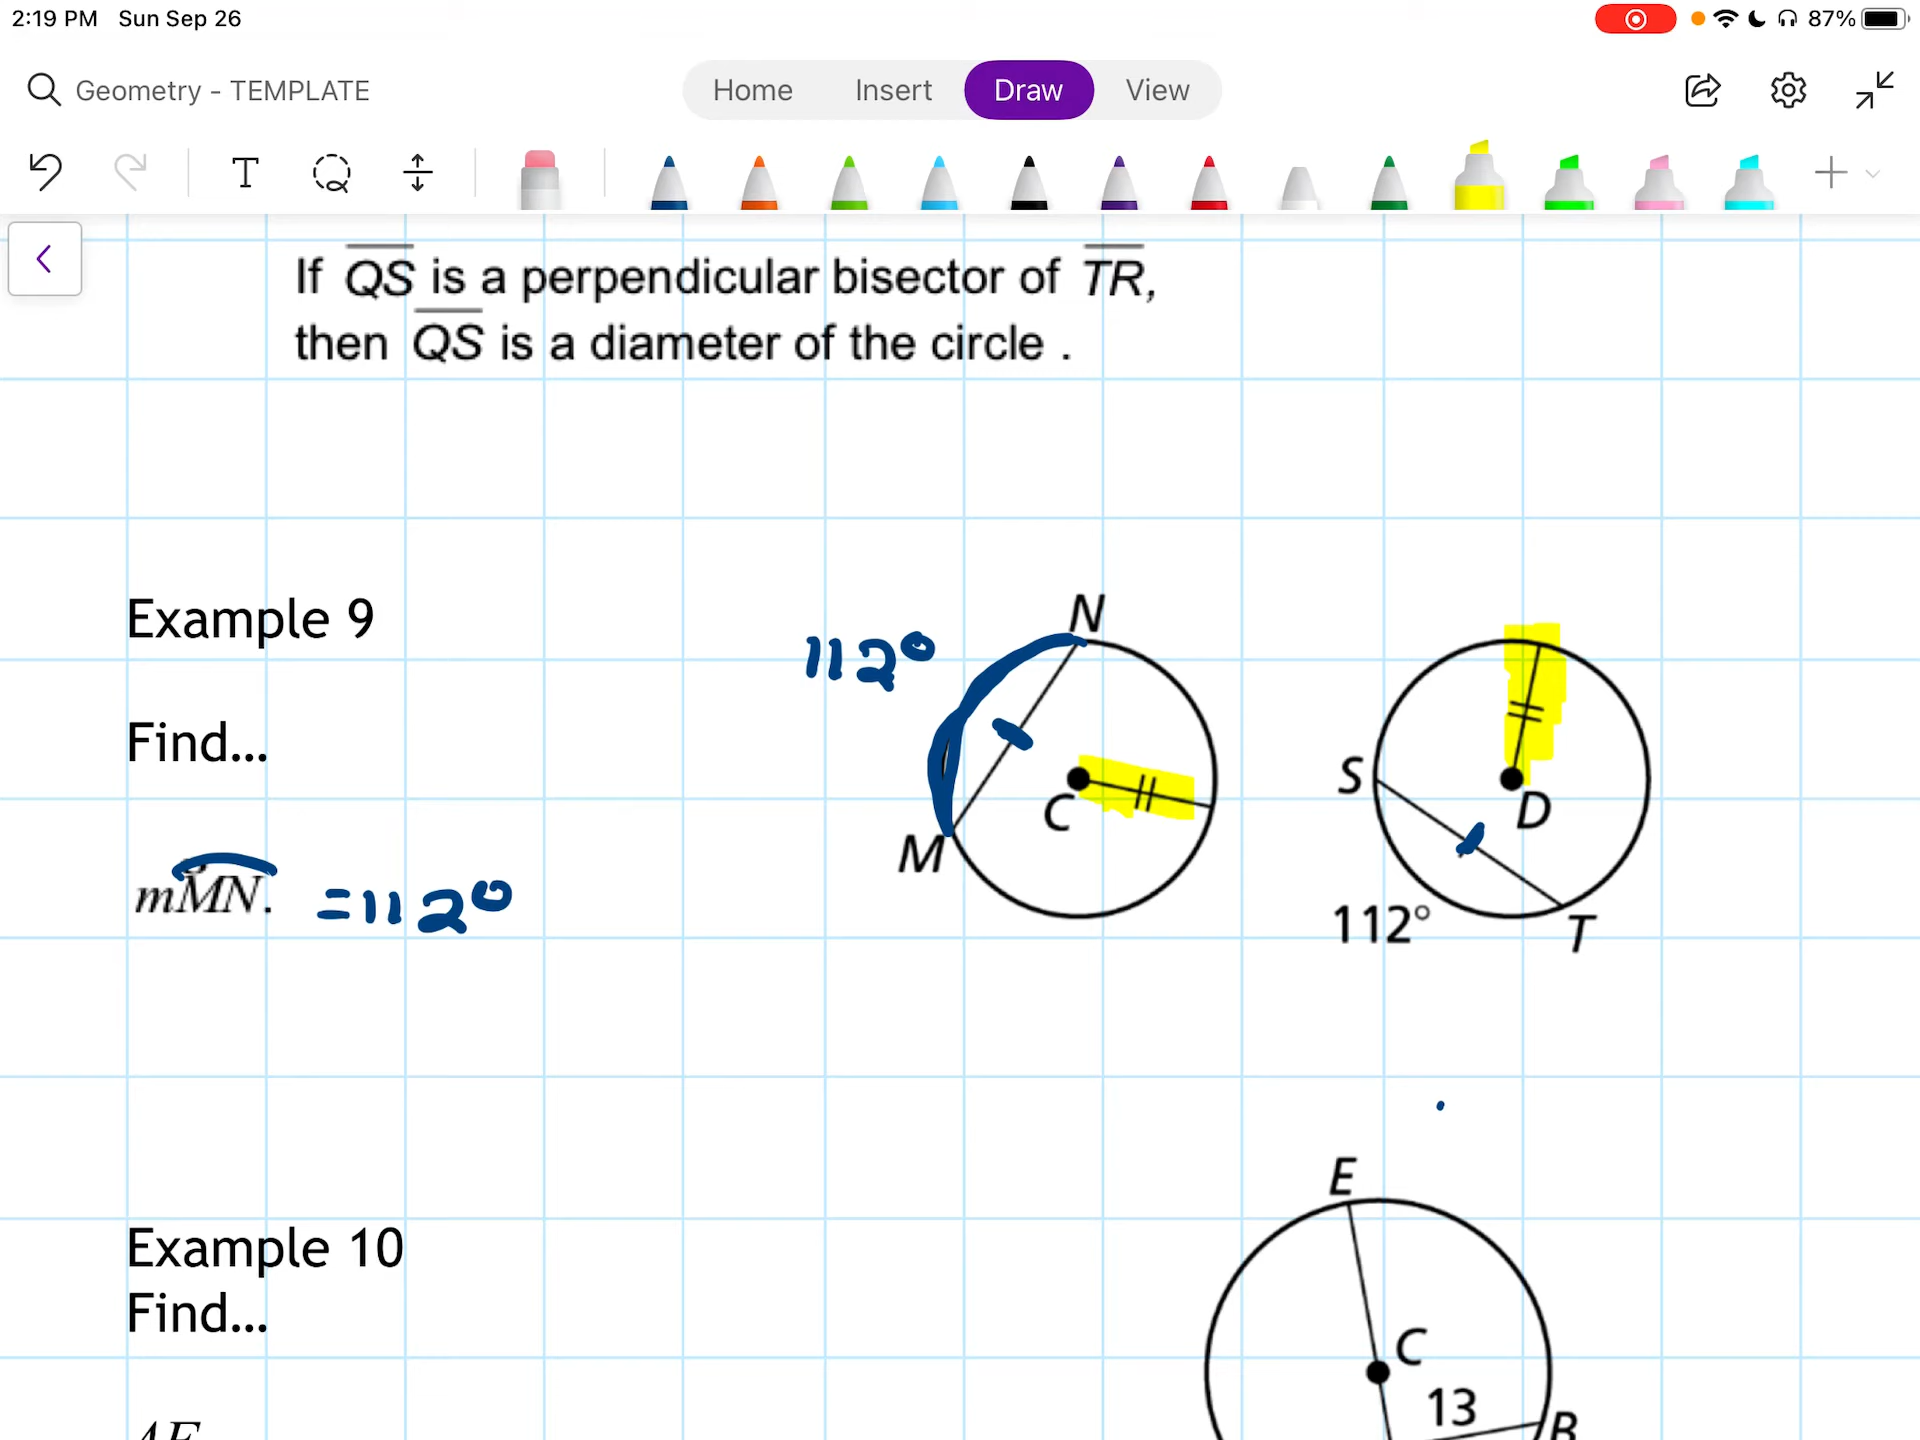 2:19 PM Sun Sep 26
87%
Geometry - TEMPLATE
Home Insert Draw View
T
If QS is a perpendicular bisector of TR,
then QS is a diameter of the circle .
Example 9
Find...
mMN. =112°
112°
N
C
M
S
D
112°
T
Example 10
Find...
E
C
13
B